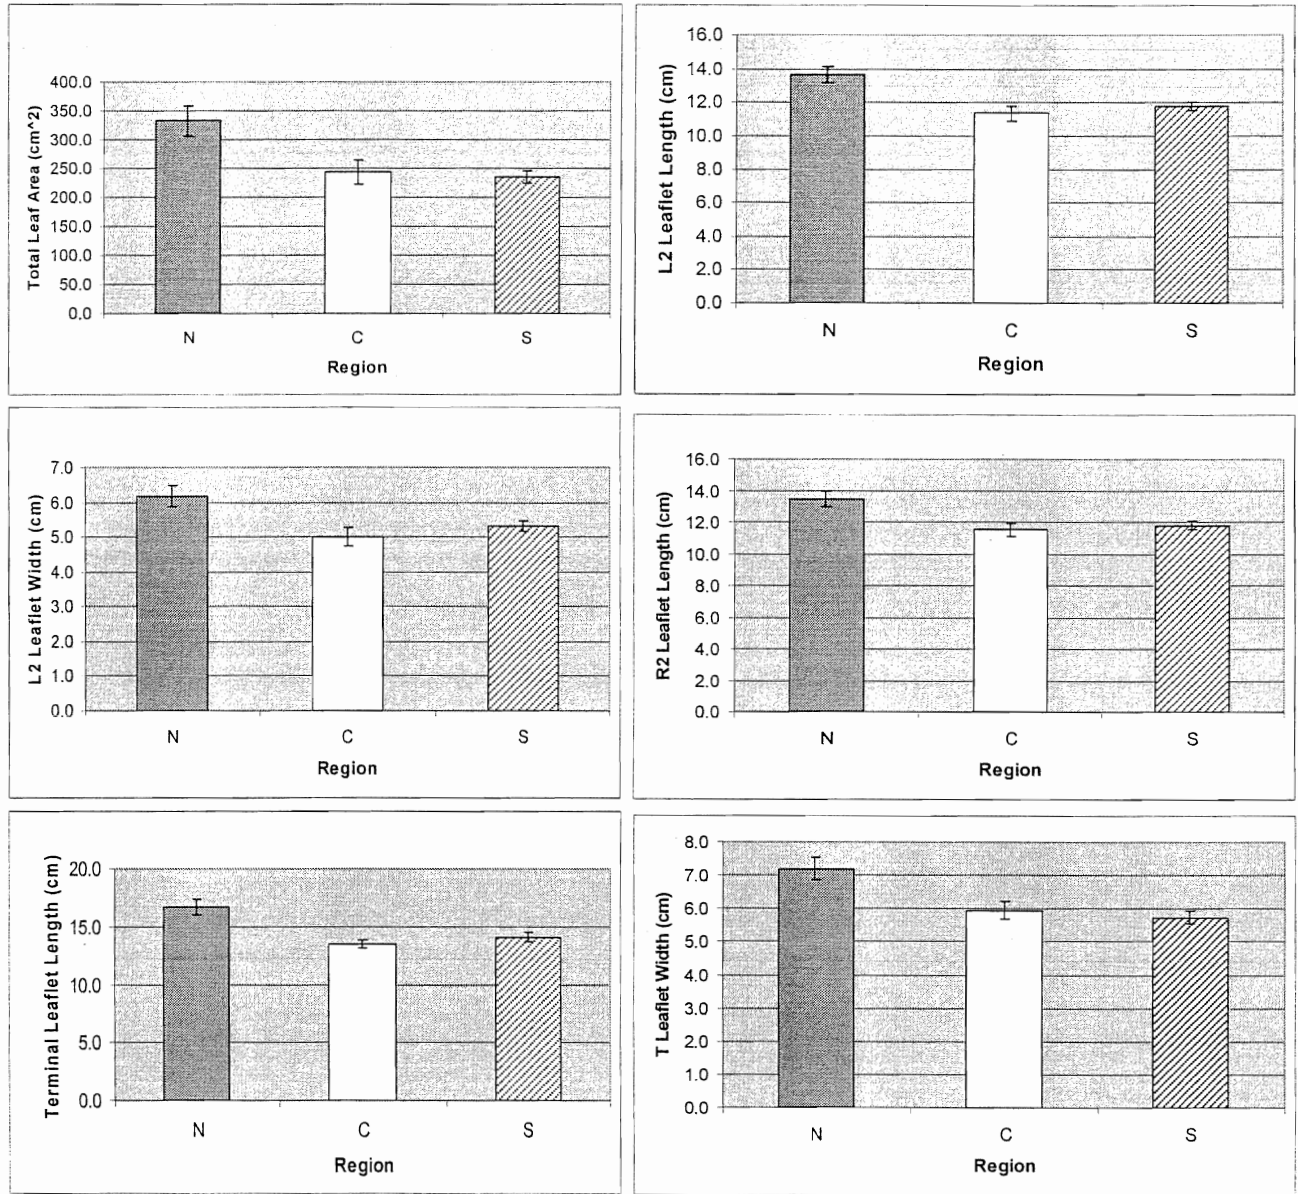 Total Leaf Area (cm^2)
400.0
350.0
300.0
250.0
200.0
150.0
100.0
50.0
0.0
N C S
Region
L2 Leaflet Length (cm)
16.0
14.0
12.0
10.0
8.0
6.0
4.0
2.0
0.0
N C S
Region
L2 Leaflet Width (cm)
7.0
6.0
5.0
4.0
3.0
2.0
1.0
0.0
N C S
Region
R2 Leaflet Length (cm)
16.0
14.0
12.0
10.0
8.0
6.0
4.0
2.0
0.0
N C S
Region
Terminal Leaflet Length (cm)
20.0
15.0
10.0
5.0
0.0
N C S
Region
T Leaflet Width (cm)
8.0
7.0
6.0
5.0
4.0
3.0
2.0
1.0
0.0
N C S
Region